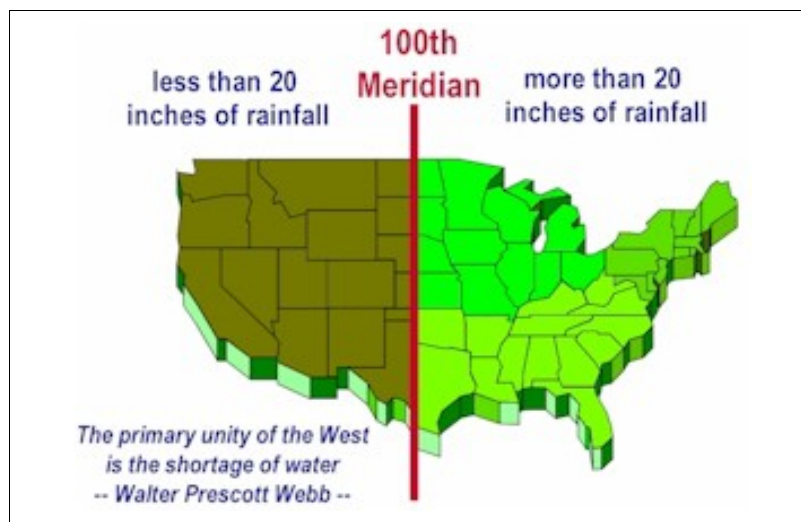 100th
Meridian
less than 20
inches of rainfall
more than 20
inches of rainfall
The primary unity of the West
is the shortage of water
-- Walter Prescott Webb --